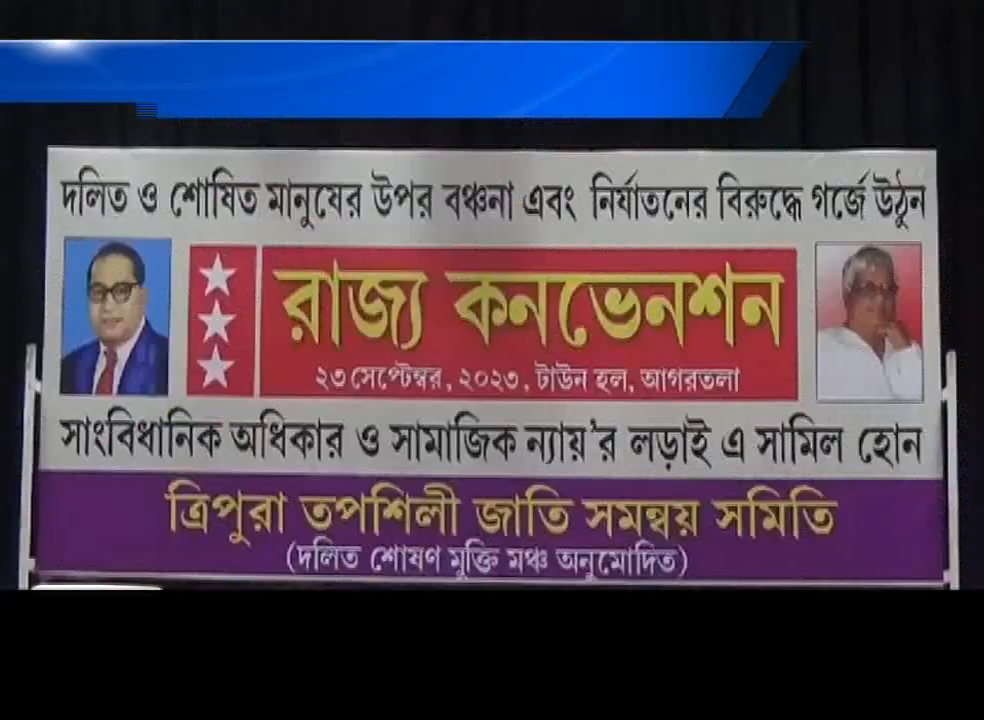 দলিত ও শোষিত মানুষের উপর বঞ্চনা এবং নির্যাতনের বিরুদ্ধে গর্জে উঠুন
রাজ্য কনভেনশন
২৩ সেপ্টেম্বর, ২০২৩, টাউন হল, আগরতলা
সাংবিধানিক অধিকার ও সামাজিক ন্যায়'র লড়াই এ সামিল হোন
ত্রিপুরা তপশিলী জাতি সমন্বয় সমিতি
(দলিত শোষণ মুক্তি মঞ্চ অনুমোদিত)